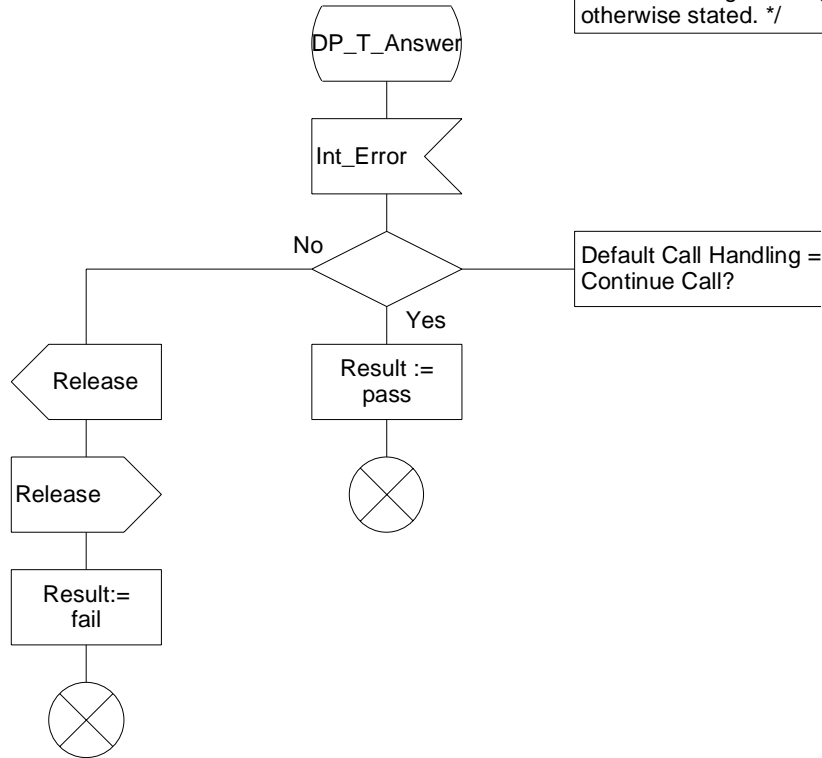 otherwise stated. */
DP_T_Answer
Int_Error
No
Default Call Handling =
Continue Call?
Yes
Release
Result :=
pass
Release
Result:=
fail